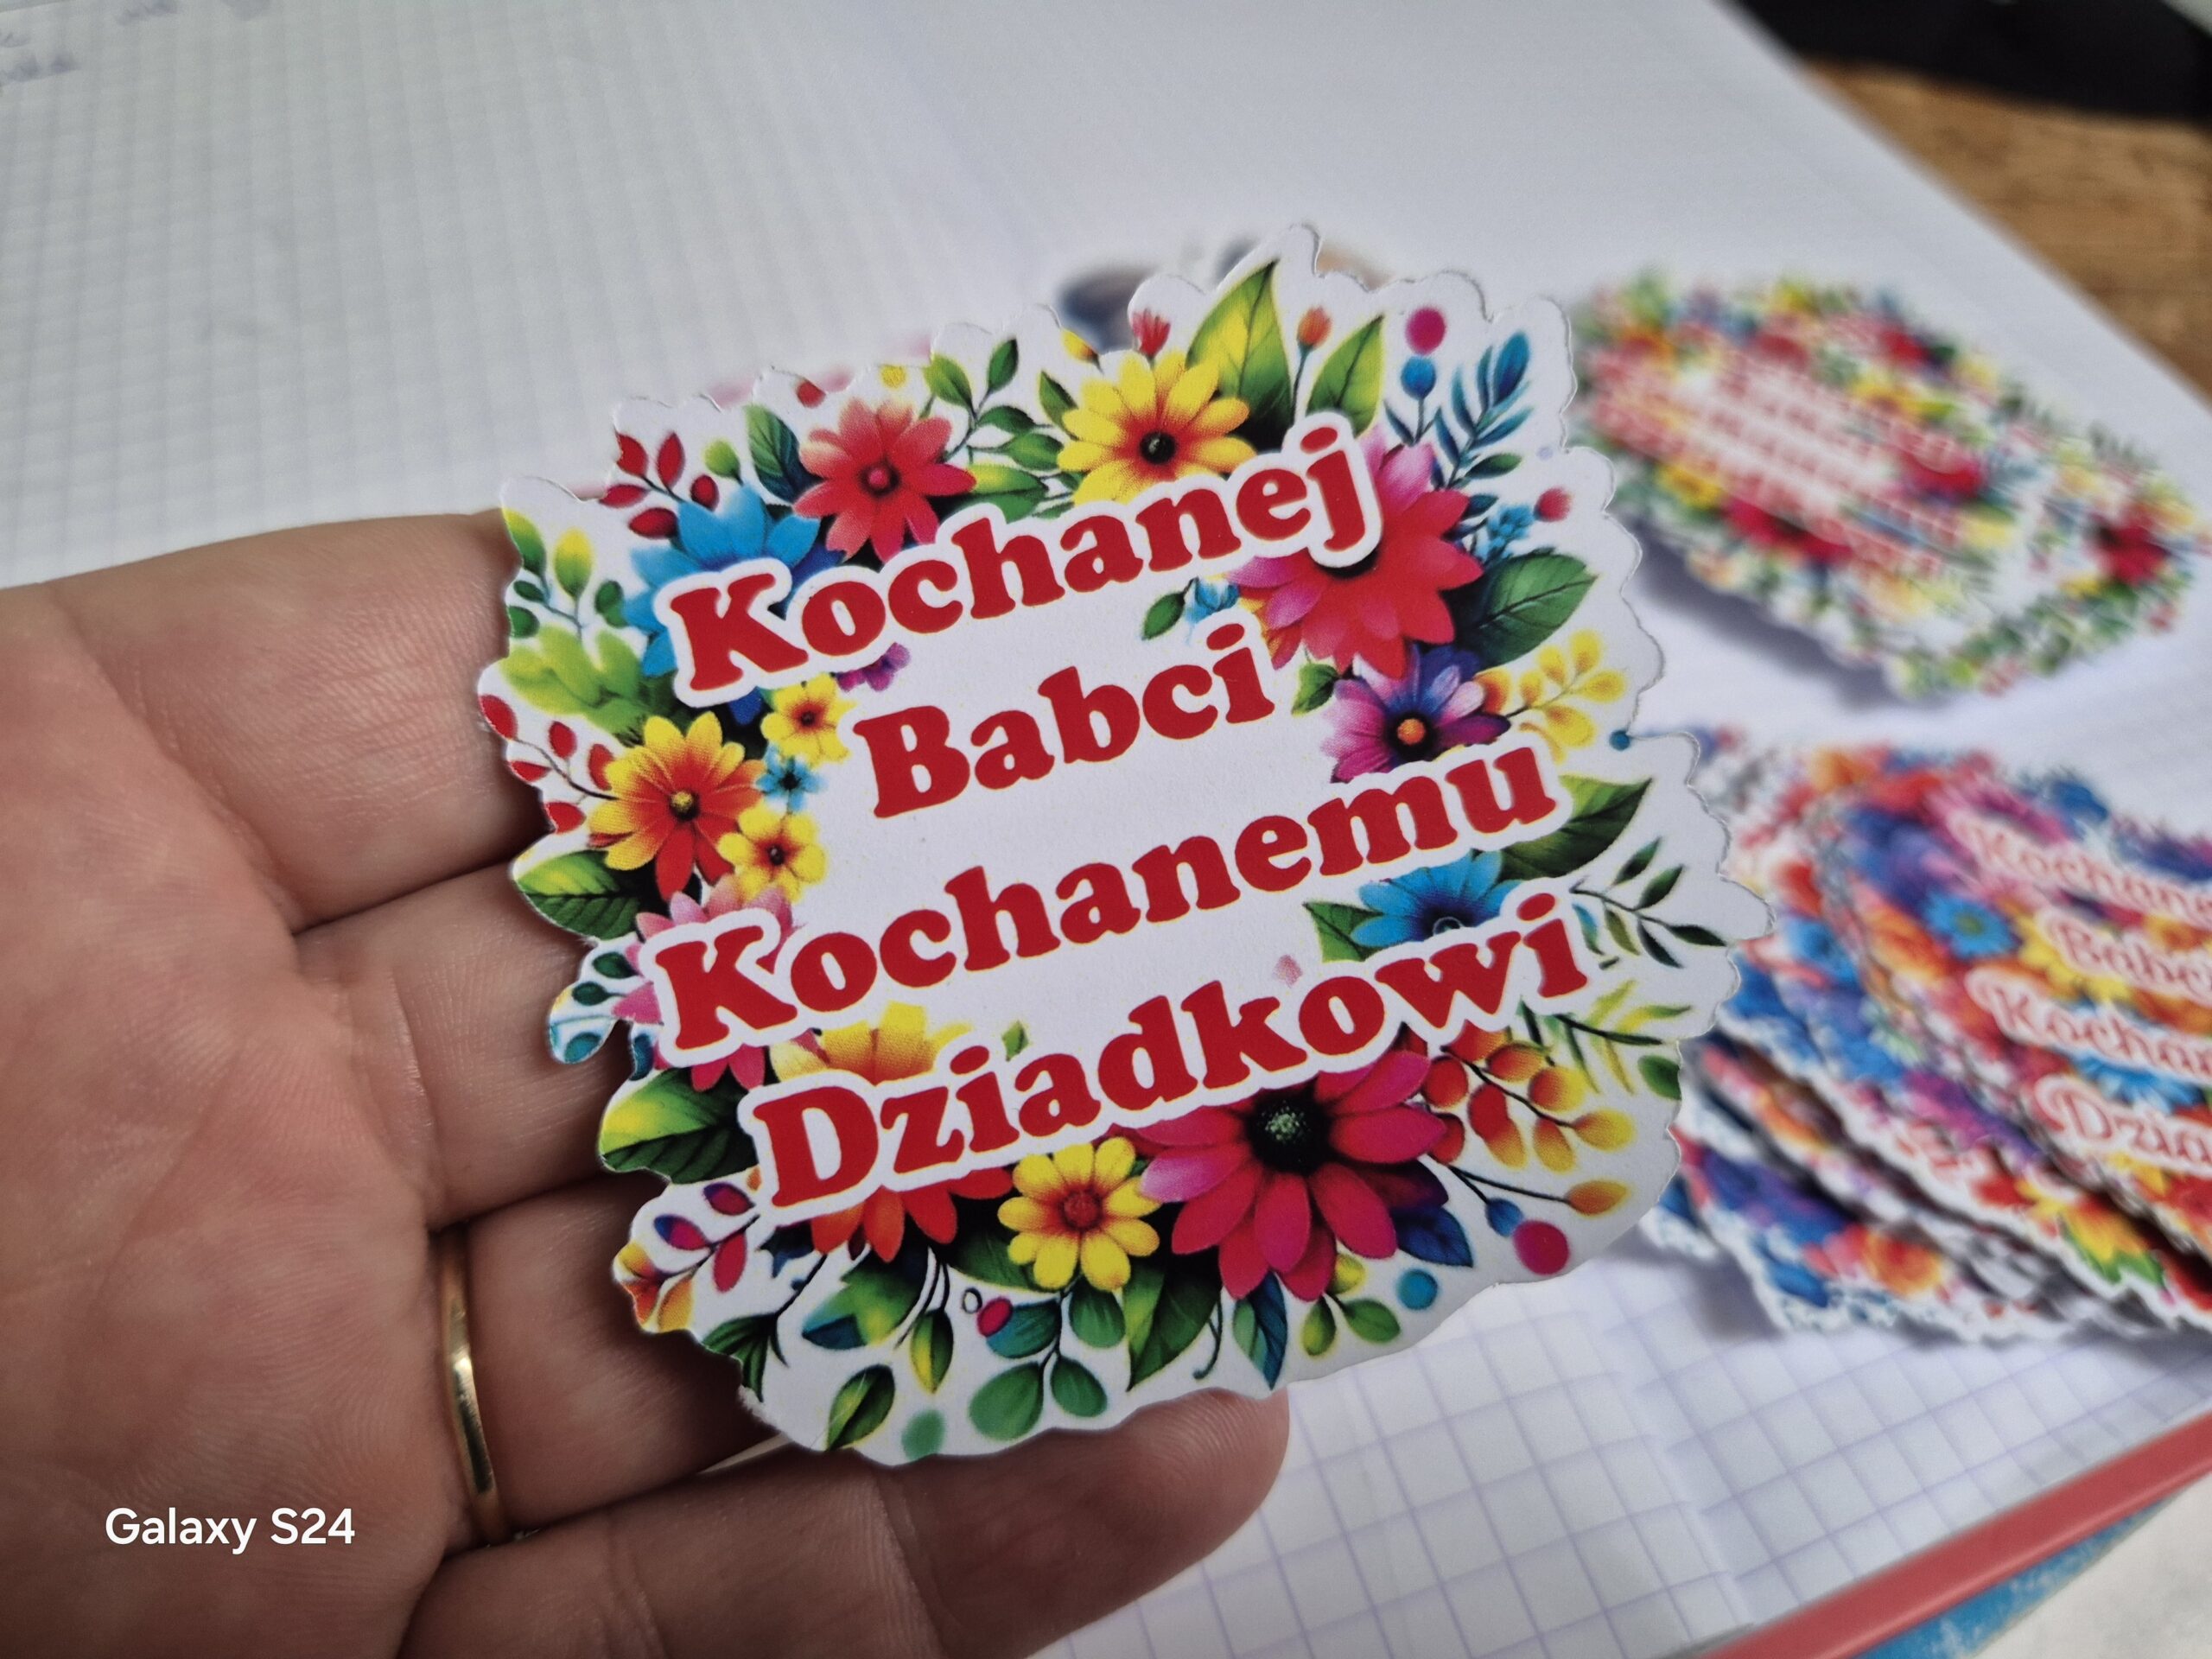 Kochanej
Babci
Kochanemu
Dziadkowi
Galaxy S24